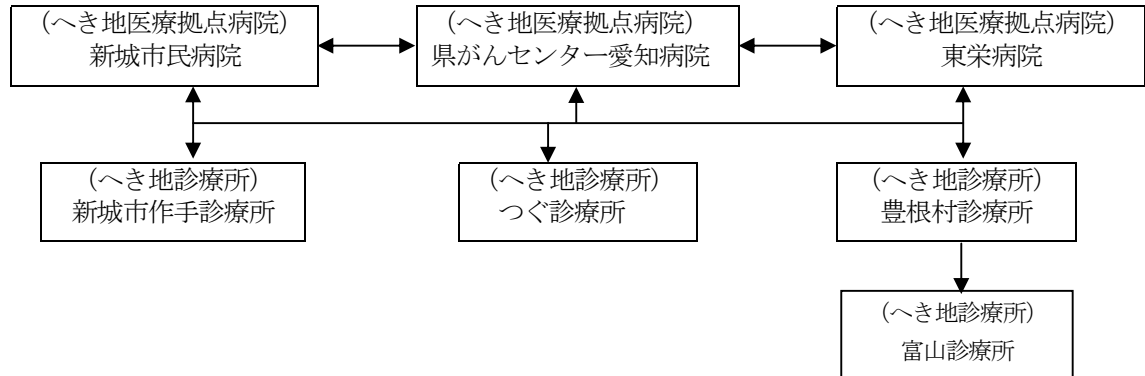 (へき地医療拠点病院)
新城市民病院
(へき地医療拠点病院)
県がんセンター愛知病院
(へき地医療拠点病院)
東栄病院
(へき地診療所)
新城市作手診療所
(へき地診療所)
つぐ診療所
(へき地診療所)
豊根村診療所
(へき地診療所)
富山診療所